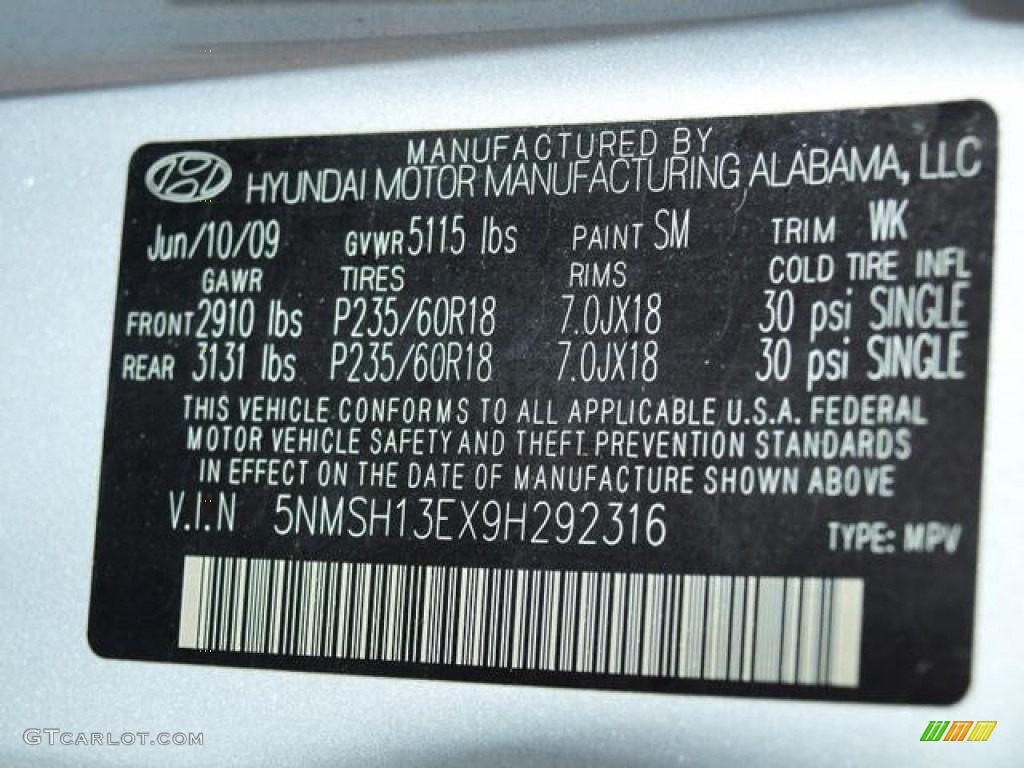 MANUFACTURED BY
HYUNDAI MOTOR MANUFACTURING ALABAMA, LLC
Jun/10/09 GVWR 5115 lbs PAINT SM TRIM WK
GAWR TIRES RIMS COLD TIRE INFL
FRONT 2910 lbs P235/60R18 7.0JX18 30 psi SINGLE
REAR 3131 lbs P235/60R18 7.0JX18 30 psi SINGLE
THIS VEHICLE CONFORMS TO ALL APPLICABLE U.S.A. FEDERAL
MOTOR VEHICLE SAFETY AND THEFT PREVENTION STANDARDS
IN EFFECT ON THE DATE OF MANUFACTURE SHOWN ABOVE
V.I.N 5NMSH13EX9H292316 TYPE: MPV
GTCARLOT.COM